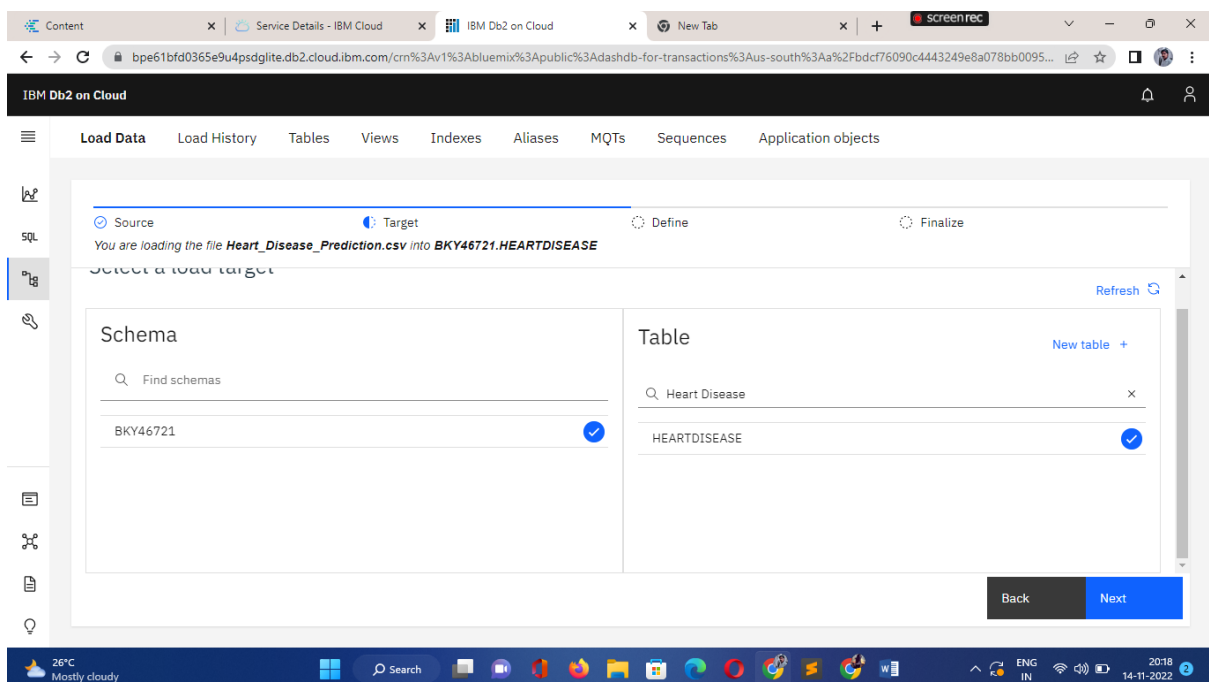 Content
Service Details - IBM Cloud
IBM Db2 on Cloud
New Tab
screenrec
bpe61bfd0365e9u4psdglite.db2.cloud.ibm.com/crn%3Av1%3Abluemix%3Apublic%3Adashdb-for-transactions%3Aus-south%3Aa%2Fbdcf76090c4443249e8a078bb0095...
IBM Db2 on Cloud
Load Data Load History Tables Views Indexes Aliases MQTs Sequences Application objects
SQL
Source Target Define Finalize
You are loading the file Heart_Disease_Prediction.csv into BKY46721.HEARTDISEASE
Select a load target
Refresh
Schema
Find schemas
BKY46721
Table
New table +
Heart Disease
HEARTDISEASE
Back Next
26°C
Mostly cloudy
Search
ENG
IN
20:18
14-11-2022
2